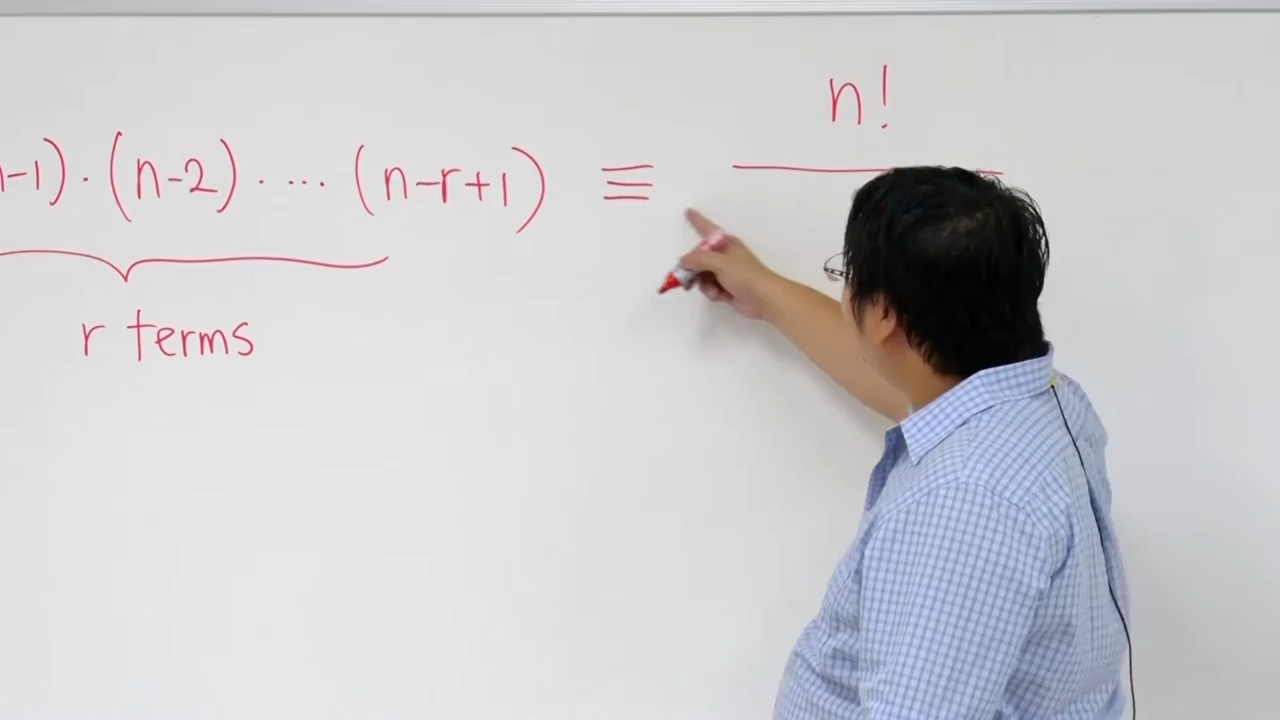 n!
n-1)·(n-2)·...(n-r+1) ≡
r terms